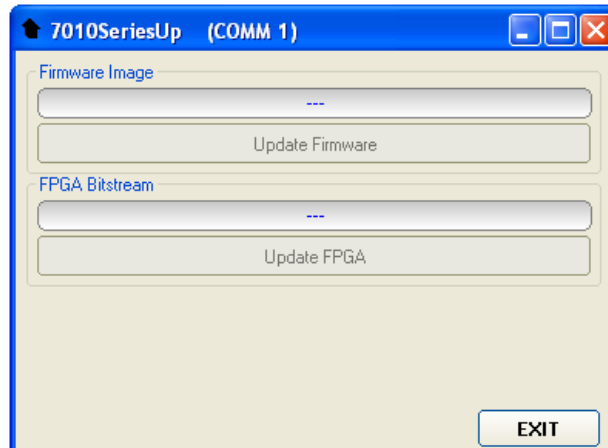 7010SeriesUp (COMM 1)
Firmware Image
---
Update Firmware
FPGA Bitstream
---
Update FPGA
EXIT